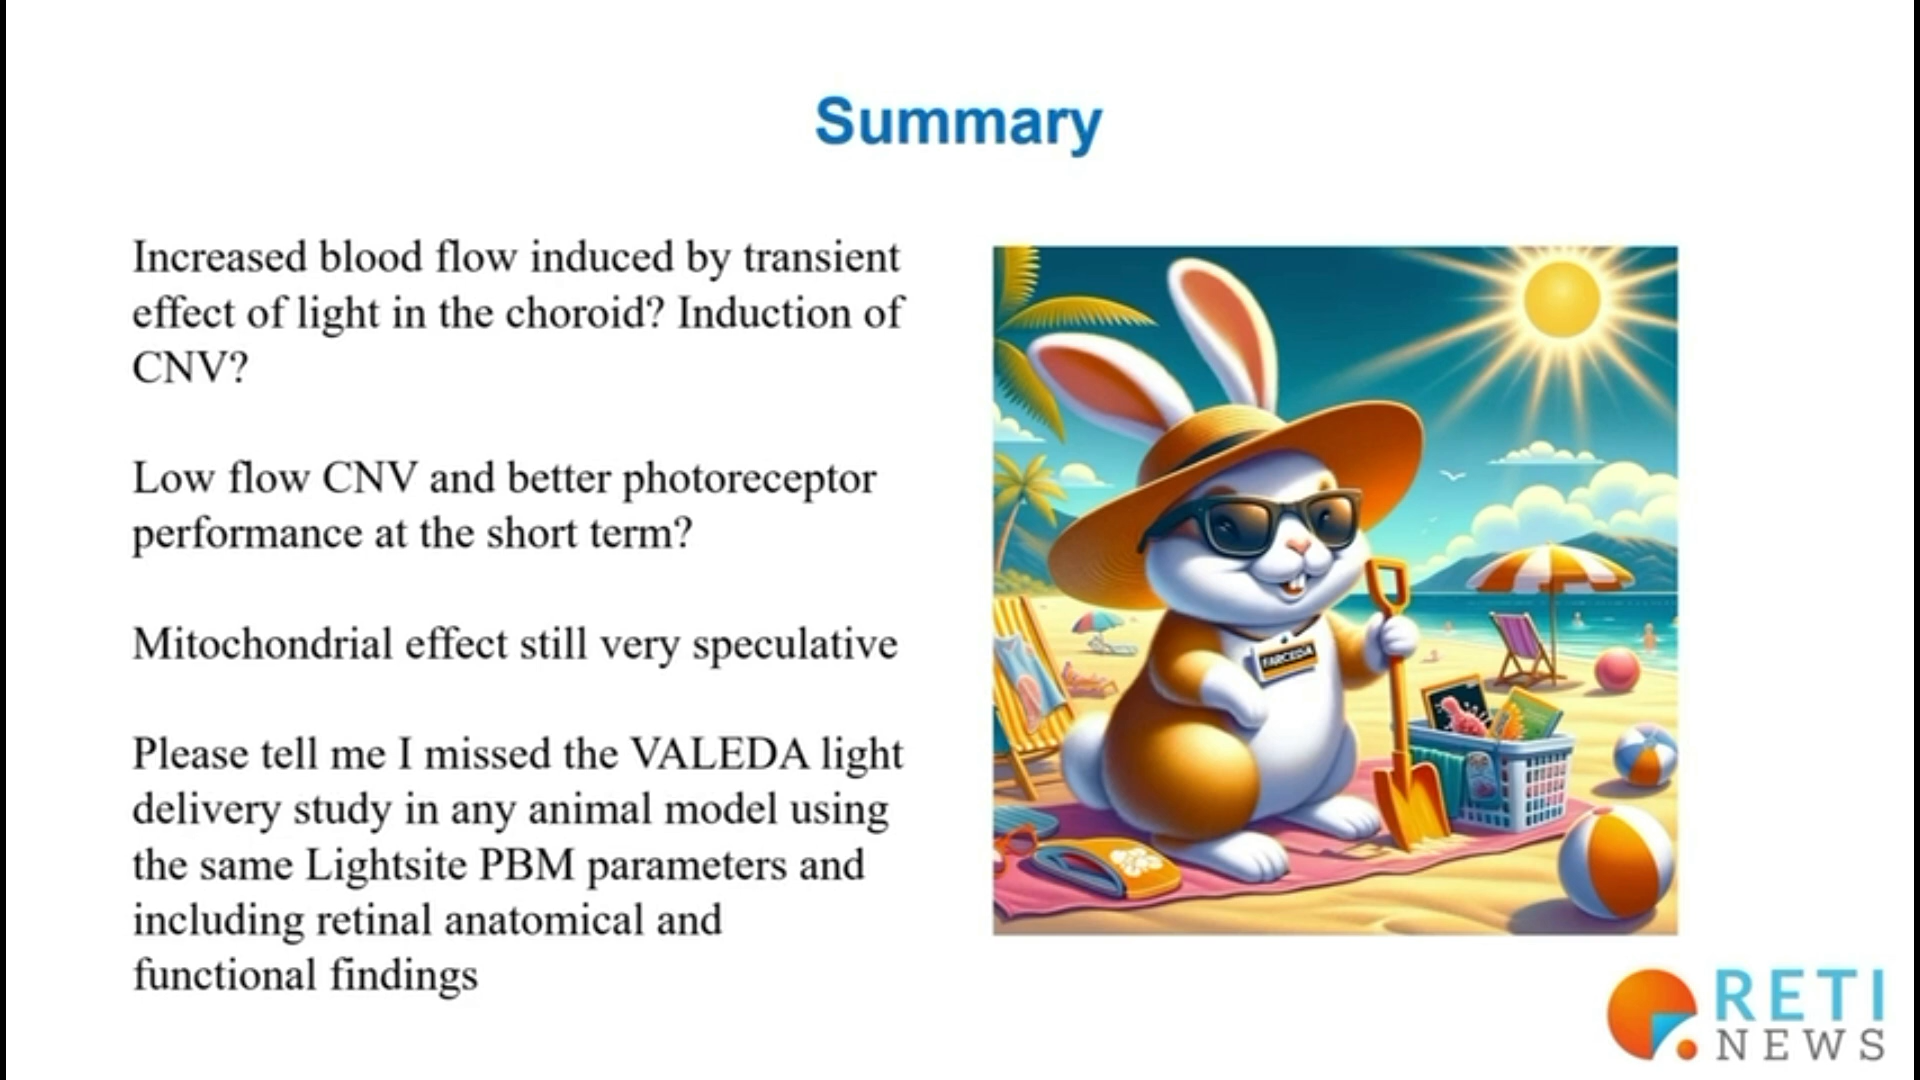 Summary
Increased blood flow induced by transient
effect of light in the choroid? Induction of
CNV?
Low flow CNV and better photoreceptor
performance at the short term?
Mitochondrial effect still very speculative
Please tell me I missed the VALEDA light
delivery study in any animal model using
the same Lightsite PBM parameters and
including retinal anatomical and
functional findings
FARCEDA
RETI
NEWS